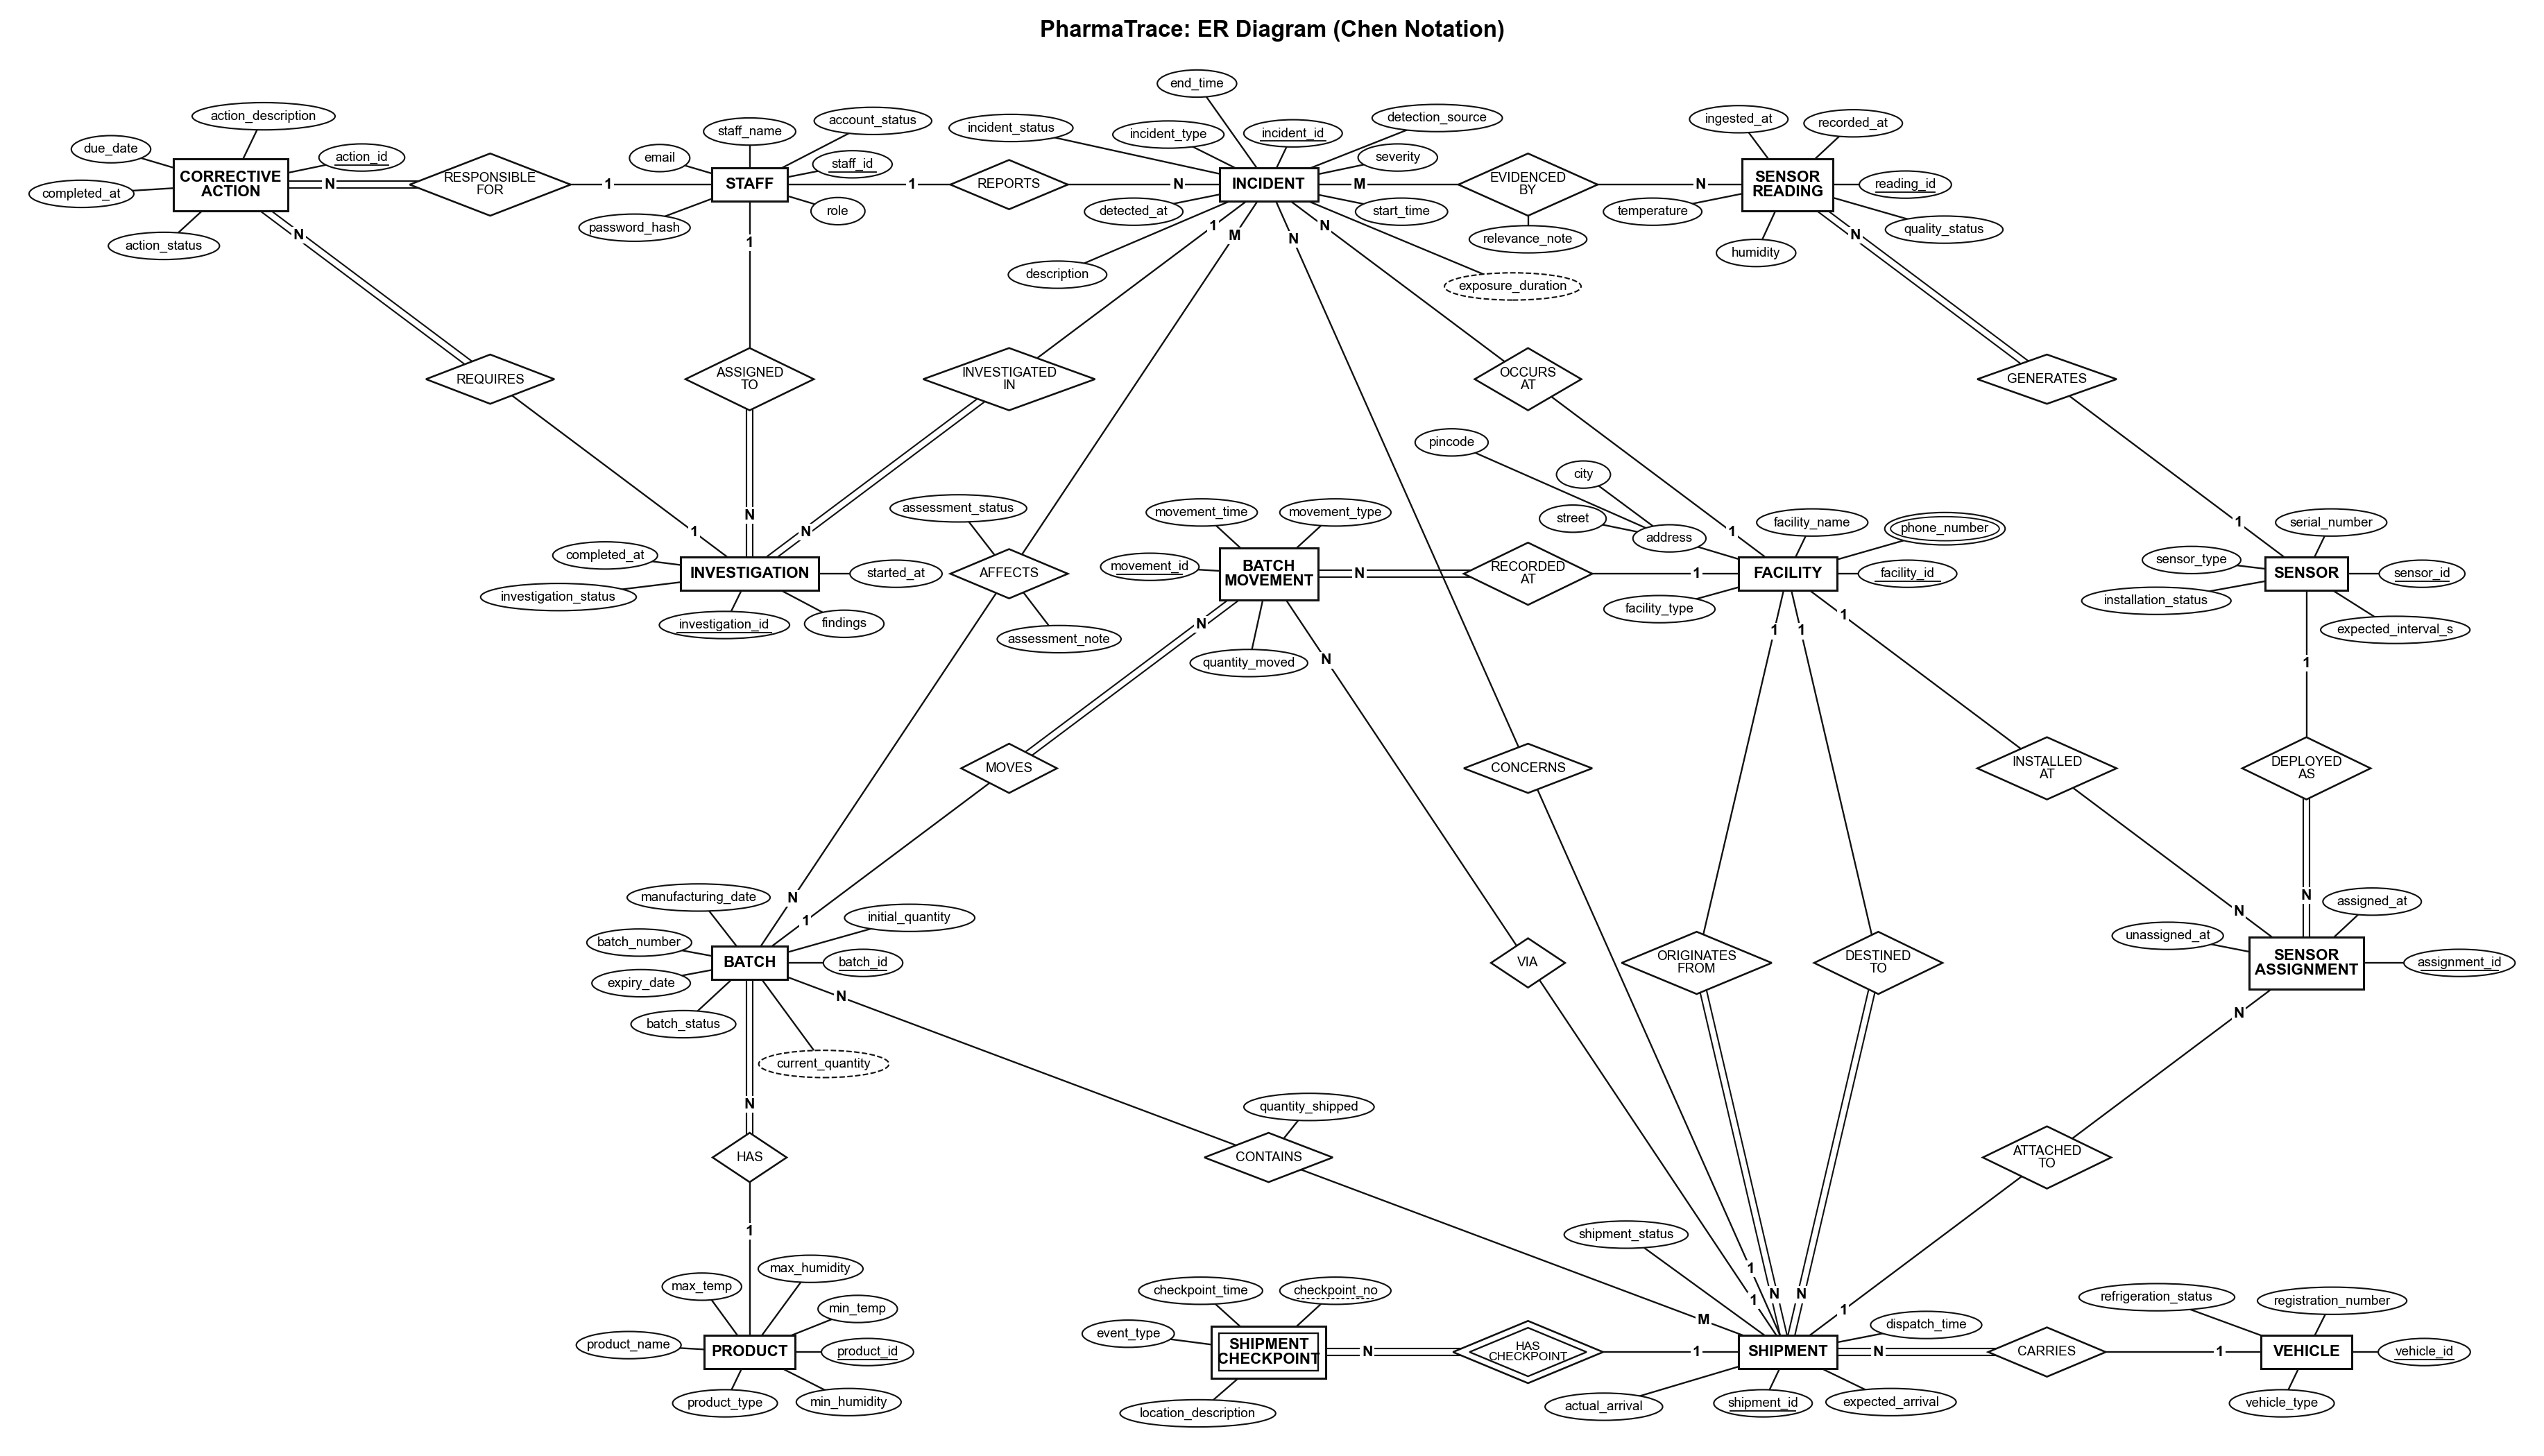 PharmaTrace: ER Diagram (Chen Notation)
end_time
action_description
account_status
staff_name
incident_status
incident_type
incident_id
detection_source
ingested_at
recorded_at
due_date
action_id
email
staff_id
severity
CORRECTIVE
ACTION
N
RESPONSIBLE
FOR
1
STAFF
1
REPORTS
N
INCIDENT
M
EVIDENCED
BY
N
SENSOR
READING
reading_id
completed_at
role
detected_at
start_time
temperature
action_status
password_hash
relevance_note
humidity
quality_status
N
1
1
M
N
N
N
description
exposure_duration
REQUIRES
ASSIGNED
TO
INVESTIGATED
IN
OCCURS
AT
GENERATES
pincode
city
street
address
facility_name
phone_number
serial_number
assessment_status
movement_time
movement_type
1
N
N
1
1
completed_at
started_at
investigation_status
INVESTIGATION
investigation_id
findings
AFFECTS
assessment_note
movement_id
BATCH
MOVEMENT
N
RECORDED
AT
1
FACILITY
facility_id
facility_type
sensor_type
SENSOR
sensor_id
installation_status
expected_interval_s
N
quantity_moved
N
1
1
1
1
MOVES
CONCERNS
INSTALLED
AT
DEPLOYED
AS
manufacturing_date
N
1
initial_quantity
batch_number
BATCH
batch_id
expiry_date
batch_status
N
current_quantity
VIA
ORIGINATES
FROM
DESTINED
TO
N
N
assigned_at
unassigned_at
SENSOR
ASSIGNMENT
assignment_id
N
N
quantity_shipped
HAS
CONTAINS
ATTACHED
TO
1
shipment_status
1
1
N
N
1
M
max_temp
max_humidity
min_temp
product_name
PRODUCT
product_id
product_type
min_humidity
checkpoint_time
checkpoint_no
event_type
SHIPMENT
CHECKPOINT
N
HAS
CHECKPOINT
1
SHIPMENT
N
CARRIES
1
VEHICLE
vehicle_id
dispatch_time
refrigeration_status
registration_number
location_description
actual_arrival
shipment_id
expected_arrival
vehicle_type